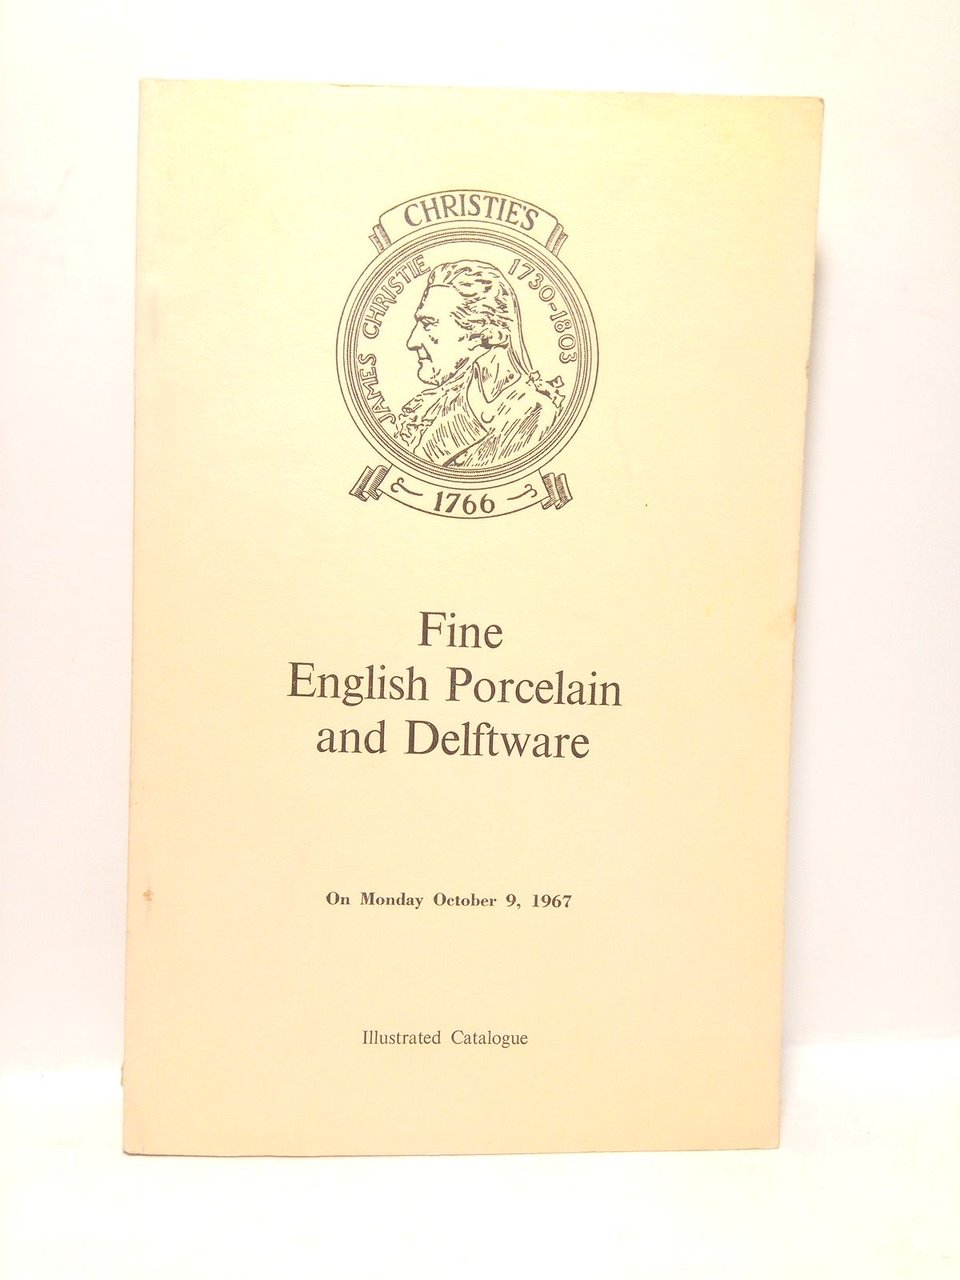 CHRISTIE'S
JAMES CHRISTIE 1730-1803
1766
Fine
English Porcelain
and Delftware
On Monday October 9, 1967
Illustrated Catalogue